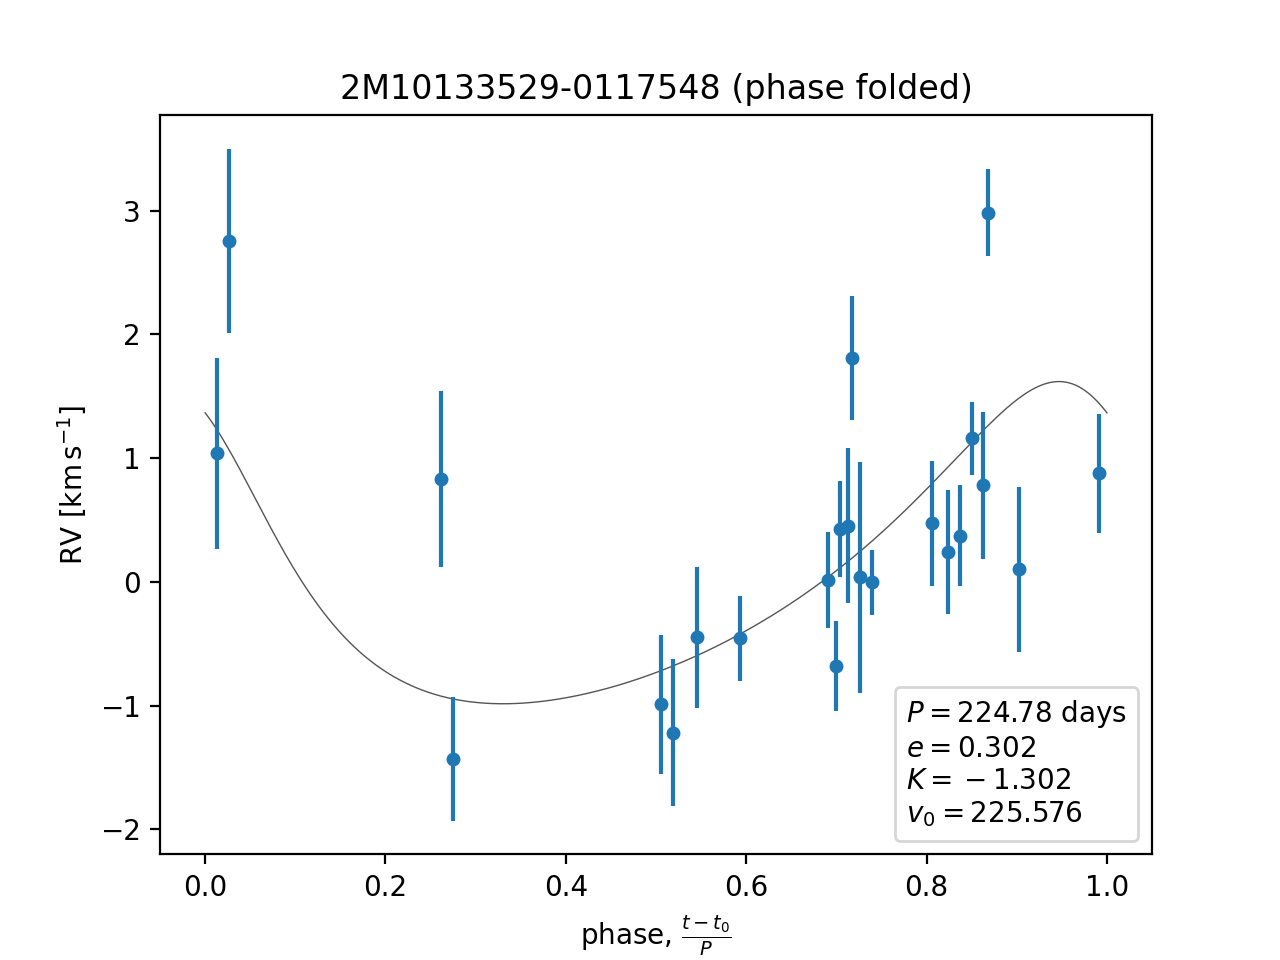 2M10133529-0117548 (phase folded)
RV [km s⁻¹]
3
2
1
0
−1
−2
P = 224.78 days
e = 0.302
K = − 1.302
v₀ = 225.576
0.0 0.2 0.4 0.6 0.8 1.0
phase, (t − t₀)/P